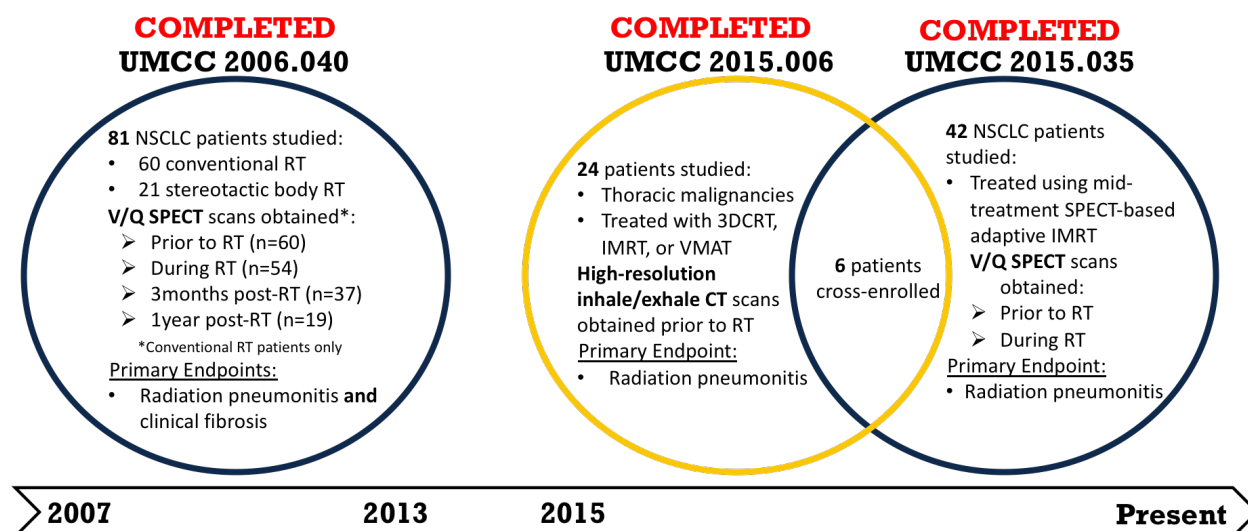 COMPLETED
UMCC 2006.040
81 NSCLC patients studied:
• 60 conventional RT
• 21 stereotactic body RT
V/Q SPECT scans obtained*:
➢ Prior to RT (n=60)
➢ During RT (n=54)
➢ 3months post-RT (n=37)
➢ 1year post-RT (n=19)
*Conventional RT patients only
Primary Endpoints:
• Radiation pneumonitis and
clinical fibrosis
COMPLETED
UMCC 2015.006
24 patients studied:
• Thoracic malignancies
• Treated with 3DCRT,
IMRT, or VMAT
High-resolution
inhale/exhale CT scans
obtained prior to RT
Primary Endpoint:
• Radiation pneumonitis
6 patients
cross-enrolled
COMPLETED
UMCC 2015.035
42 NSCLC patients
studied:
• Treated using mid-
treatment SPECT-based
adaptive IMRT
V/Q SPECT scans
obtained:
➢ Prior to RT
➢ During RT
Primary Endpoint:
• Radiation pneumonitis
2007
2013
2015
Present